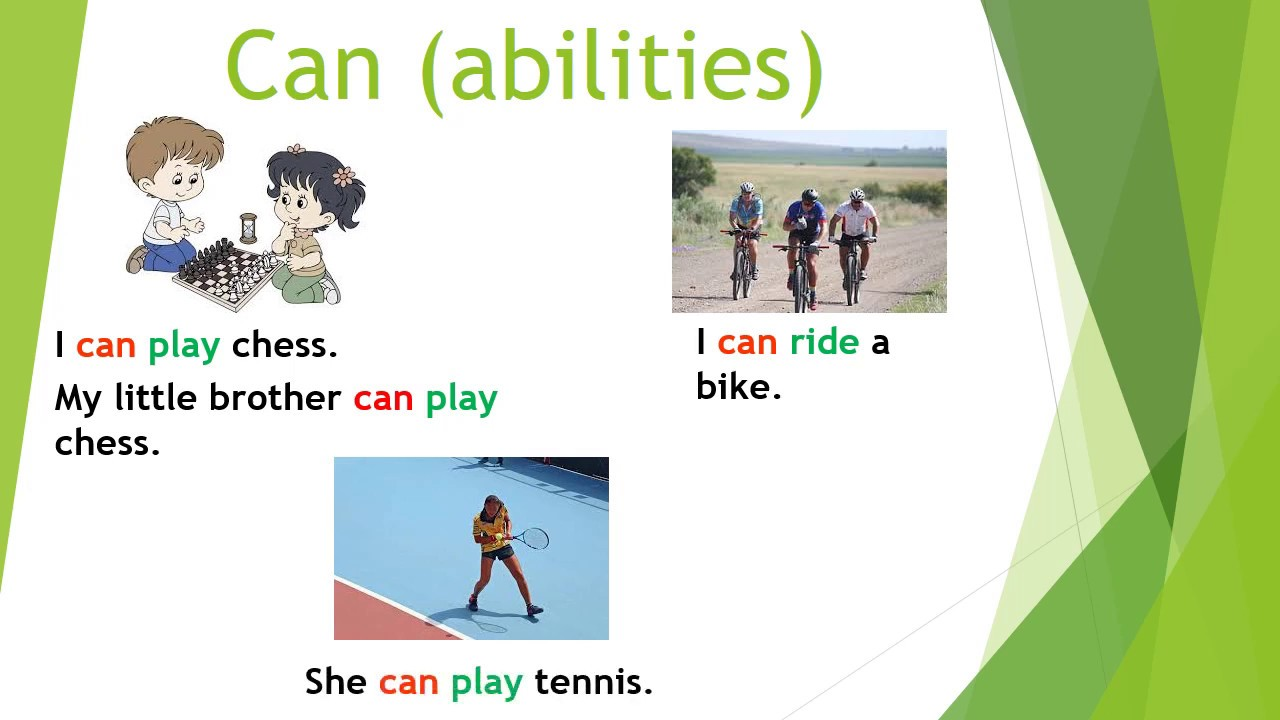 Can (abilities)
I can play chess.
My little brother can play
chess.
I can ride a
bike.
She can play tennis.